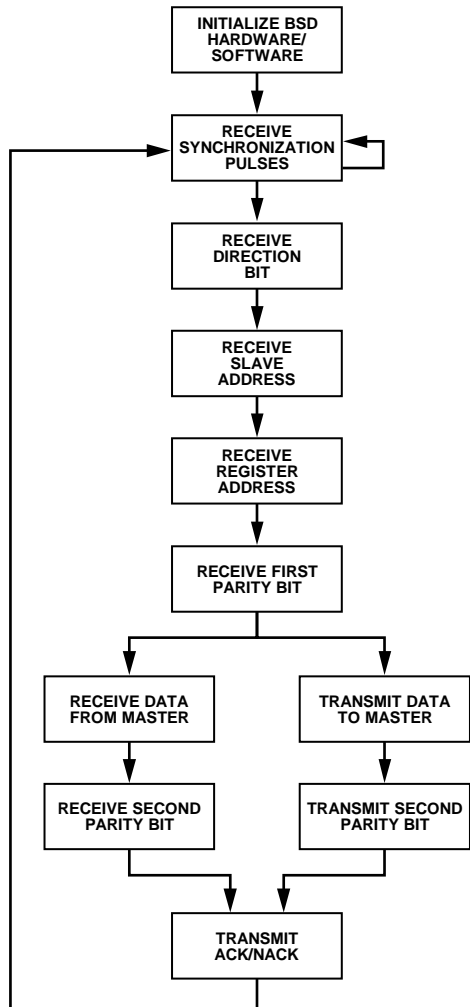 INITIALIZE BSD
HARDWARE/
SOFTWARE
RECEIVE
SYNCHRONIZATION
PULSES
RECEIVE
DIRECTION
BIT
RECEIVE
SLAVE
ADDRESS
RECEIVE
REGISTER
ADDRESS
RECEIVE FIRST
PARITY BIT
RECEIVE DATA
FROM MASTER
TRANSMIT DATA
TO MASTER
RECEIVE SECOND
PARITY BIT
TRANSMIT SECOND
PARITY BIT
TRANSMIT
ACK/NACK